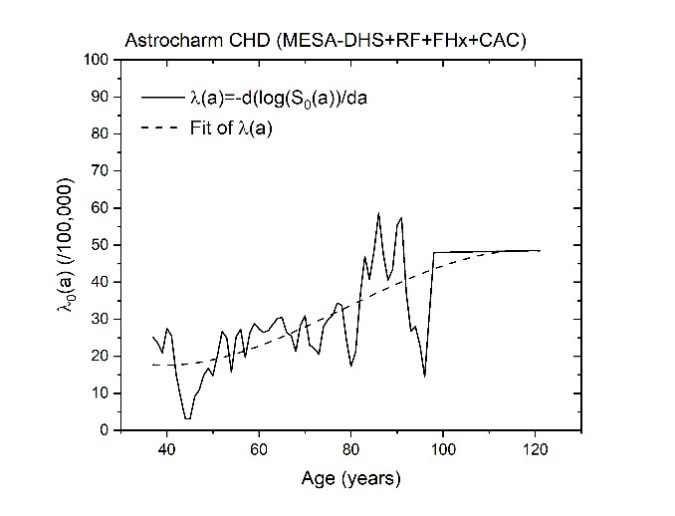 Astrocharm CHD (MESA-DHS+RF+FHx+CAC)
100
90
80
70
60
50
40
30
20
10
0
λ(a)=-d(log(S₀(a))/da
Fit of λ(a)
λ₀(a) (/100,000)
40 60 80 100 120
Age (years)